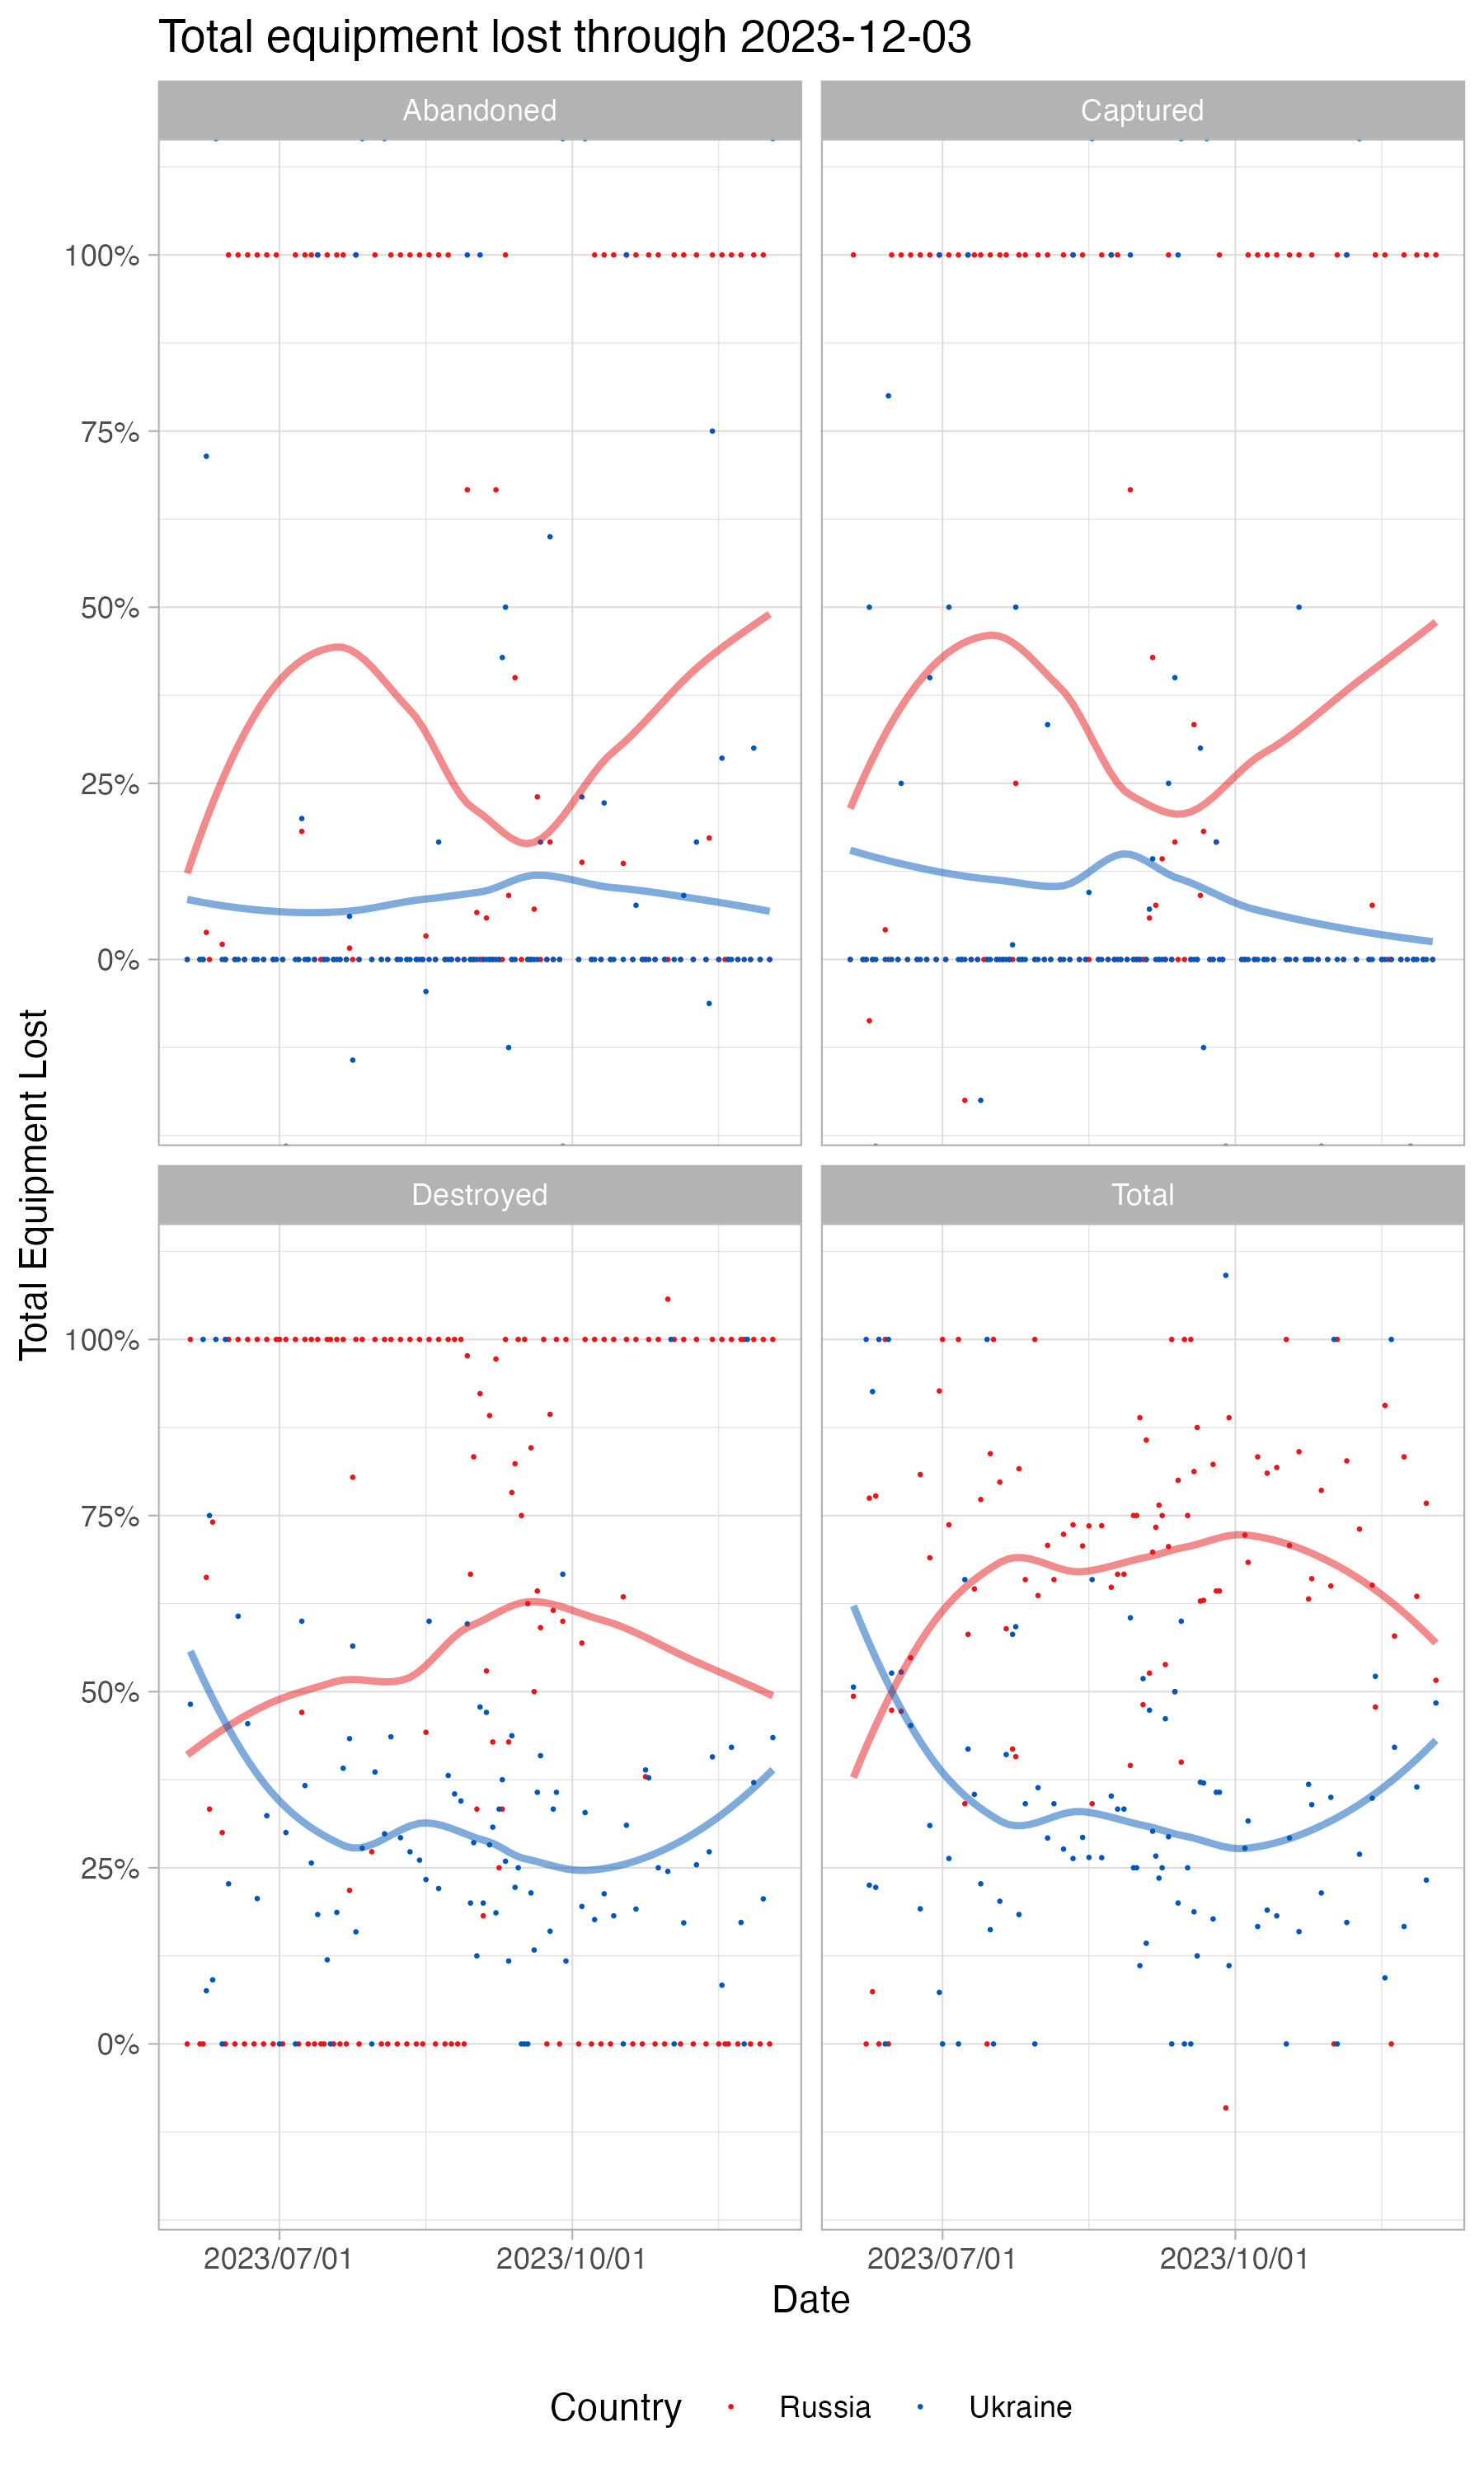 Total equipment lost through 2023-12-03
Abandoned
Captured
100%
75%
50%
25%
0%
Total Equipment Lost
Destroyed
Total
100%
75%
50%
25%
0%
2023/07/01
2023/10/01
2023/07/01
2023/10/01
Date
Country
Russia
Ukraine